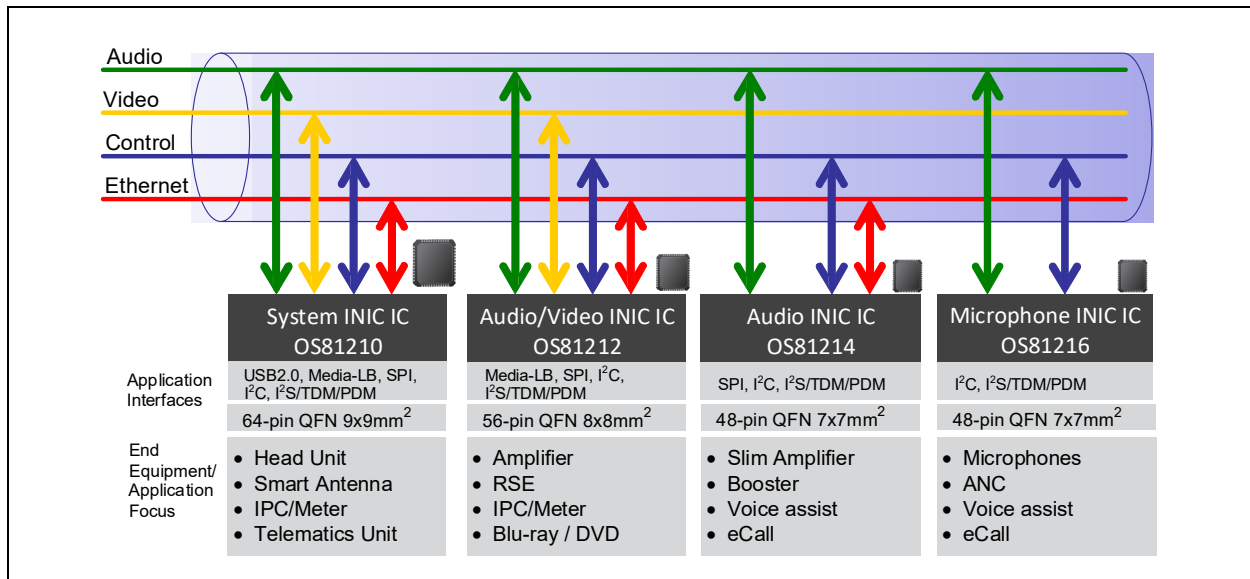 Audio
Video
Control
Ethernet
System INIC IC
OS81210
Audio/Video INIC IC
OS81212
Audio INIC IC
OS81214
Microphone INIC IC
OS81216
Application
Interfaces
USB2.0, Media-LB, SPI,
I²C, I²S/TDM/PDM
Media-LB, SPI, I²C,
I²S/TDM/PDM
SPI, I²C, I²S/TDM/PDM
I²C, I²S/TDM/PDM
64-pin QFN 9x9mm²
56-pin QFN 8x8mm²
48-pin QFN 7x7mm²
48-pin QFN 7x7mm²
End
Equipment/
Application
Focus
• Head Unit
• Smart Antenna
• IPC/Meter
• Telematics Unit
• Amplifier
• RSE
• IPC/Meter
• Blu-ray / DVD
• Slim Amplifier
• Booster
• Voice assist
• eCall
• Microphones
• ANC
• Voice assist
• eCall